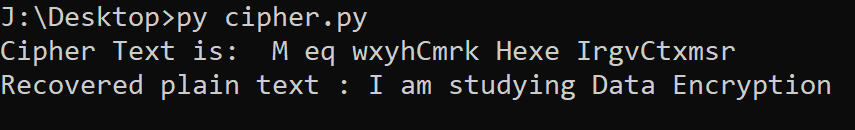 J:\Desktop>py cipher.py
Cipher Text is:  M eq wxyhCmrk Hexe IrgvCtxmsr
Recovered plain text : I am studying Data Encryption